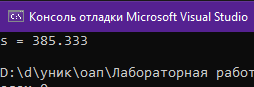 Консоль отладки Microsoft Visual Studio
s = 385.333
D:\d\уник\оап\Лабораторная работ